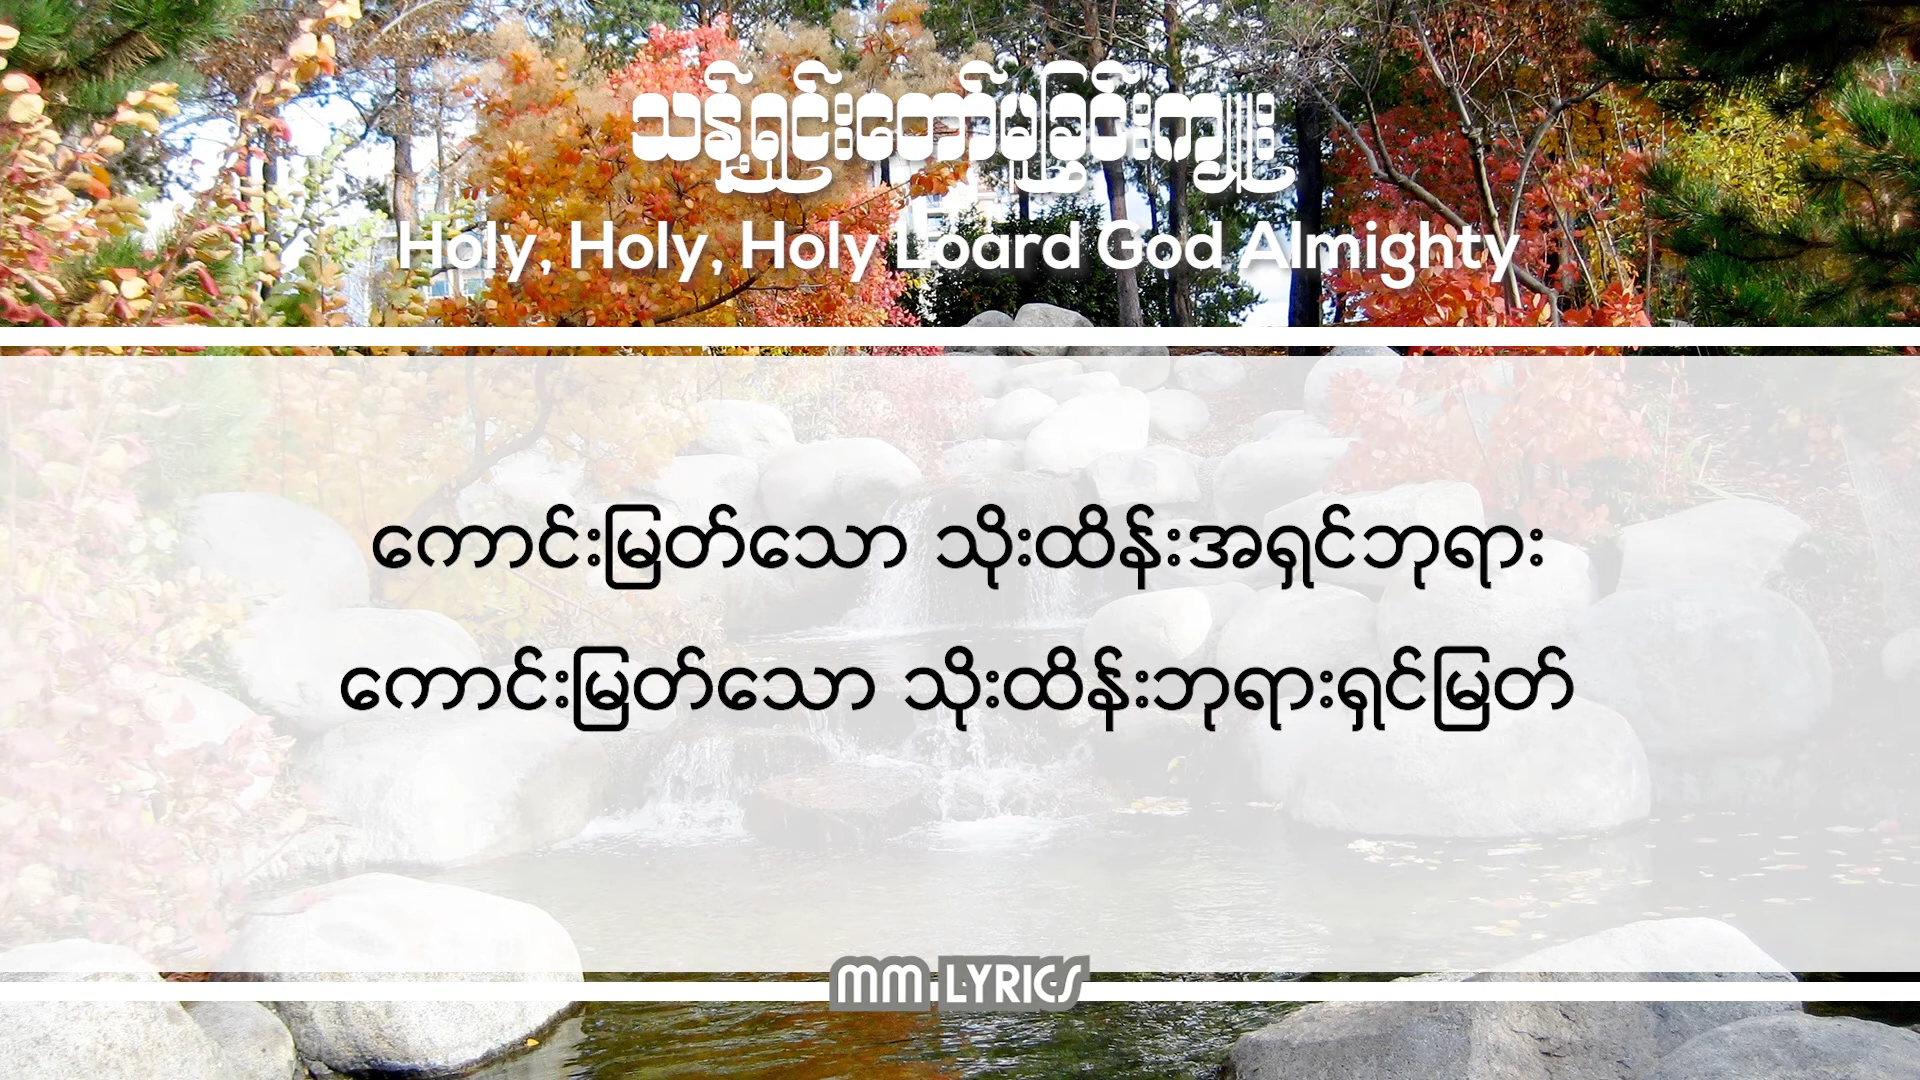 သန့်ရှင်းတော်မူခြင်းကျူး
Holy, Holy, Holy Loard God Almighty
ကောင်းမြတ်သော သိုးထိန်းအရှင်ဘုရား
ကောင်းမြတ်သော သိုးထိန်းဘုရားရှင်မြတ်
MM LYRICS